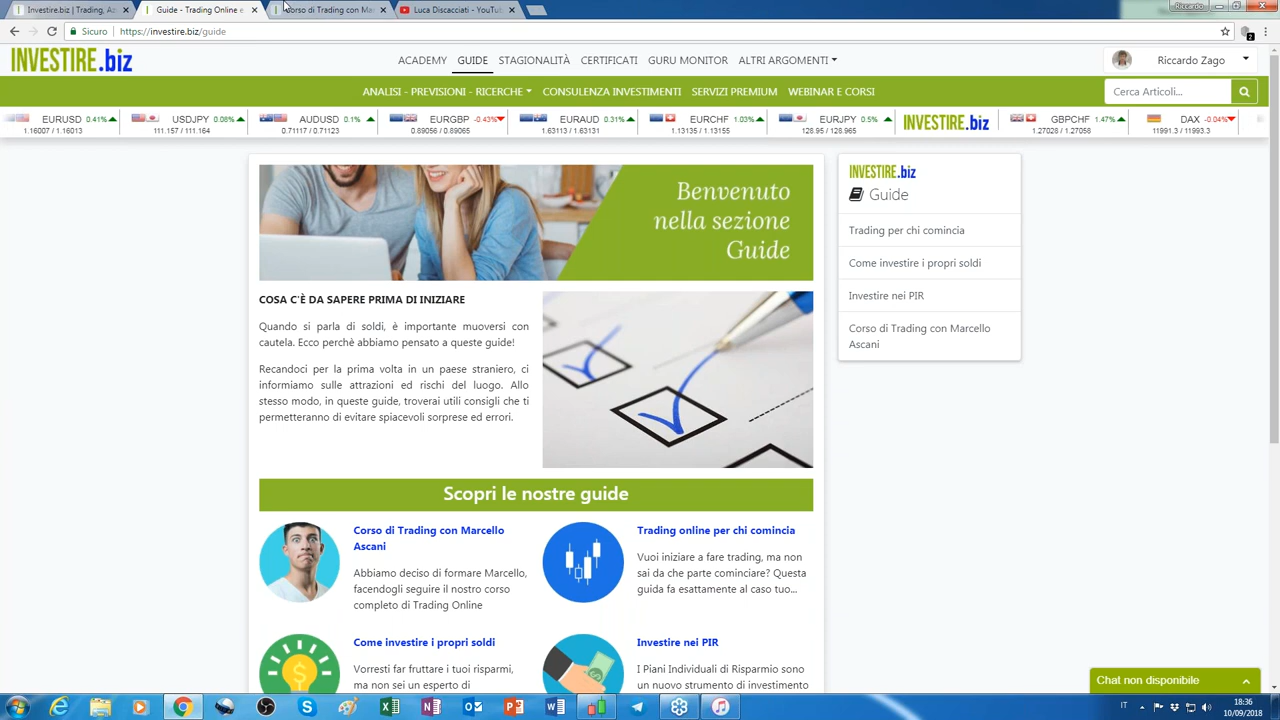 Investire.biz | Trading, Az
Guide - Trading Online e
Corso di Trading con Ma
Luca Discacciati - YouTub
Riccardo
Sicuro
https://investire.biz/guide
2
INVESTIRE.biz
ACADEMY
GUIDE
STAGIONALITÀ
CERTIFICATI
GURU MONITOR
ALTRI ARGOMENTI
Riccardo Zago
ANALISI - PREVISIONI - RICERCHE
CONSULENZA INVESTIMENTI
SERVIZI PREMIUM
WEBINAR E CORSI
Cerca Articoli...
EURUSD 0.41%
1.16007 / 1.16013
USDJPY 0.08%
111.157 / 111.164
AUDUSD 0.1%
0.71117 / 0.71123
EURGBP -0.43%
0.89056 / 0.89065
EURAUD 0.31%
1.63113 / 1.63131
EURCHF 1.03%
1.13135 / 1.13155
EURJPY 0.5%
128.95 / 128.965
INVESTIRE.biz
GBPCHF 1.47%
1.27028 / 1.27058
DAX -0.04%
11991.3 / 11993.3
Benvenuto
nella sezione
Guide
COSA C'È DA SAPERE PRIMA DI INIZIARE
Quando si parla di soldi, è importante muoversi con
cautela. Ecco perchè abbiamo pensato a queste guide!
Recandoci per la prima volta in un paese straniero, ci
informiamo sulle attrazioni ed rischi del luogo. Allo
stesso modo, in queste guide, troverai utili consigli che ti
permetteranno di evitare spiacevoli sorprese ed errori.
Scopri le nostre guide
Corso di Trading con Marcello
Ascani
Abbiamo deciso di formare Marcello,
facendogli seguire il nostro corso
completo di Trading Online
Trading online per chi comincia
Vuoi iniziare a fare trading, ma non
sai da che parte cominciare? Questa
guida fa esattamente al caso tuo...
Come investire i propri soldi
Vorresti far fruttare i tuoi risparmi,
ma non sei un esperto di
Investire nei PIR
I Piani Individuali di Risparmio sono
un nuovo strumento di investimento
INVESTIRE.biz
Guide
Trading per chi comincia
Come investire i propri soldi
Investire nei PIR
Corso di Trading con Marcello
Ascani
Chat non disponibile
IT
18:36
10/09/2018